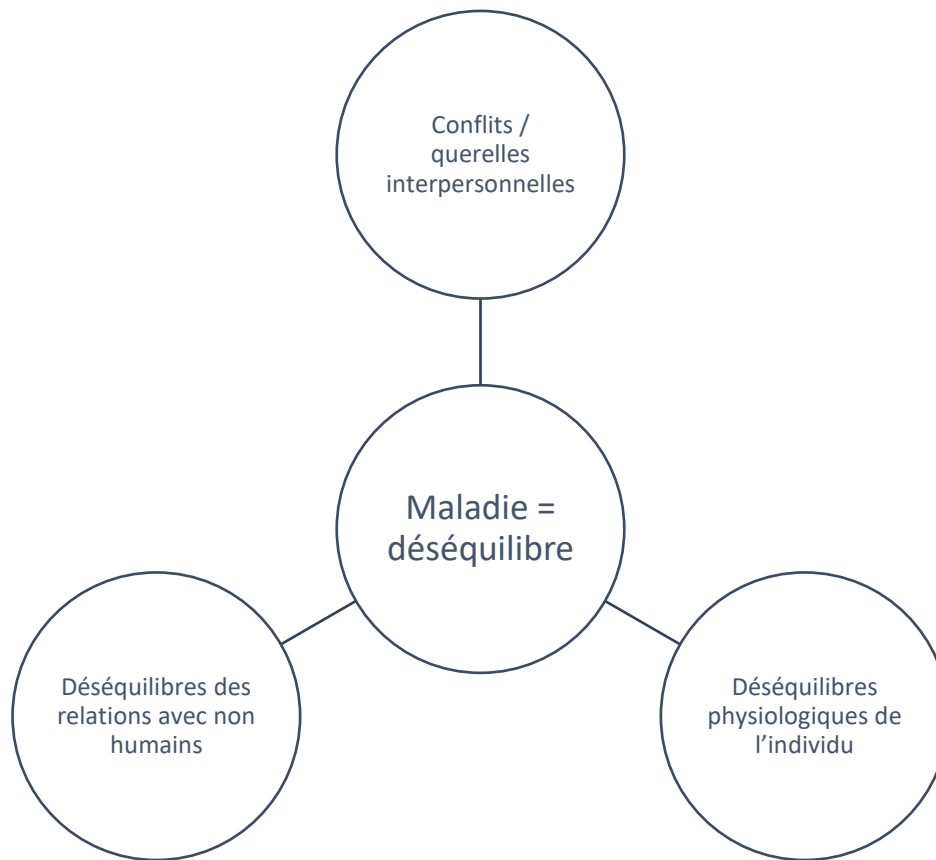 Conflits /
querelles
interpersonnelles
Maladie =
déséquilibre
Déséquilibres des
relations avec non
humains
Déséquilibres
physiologiques de
l’individu